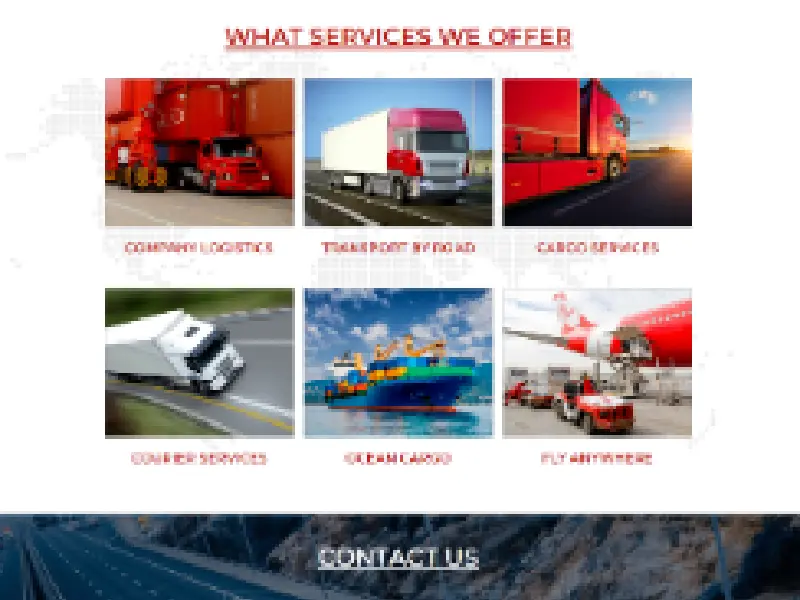 WHAT SERVICES WE OFFER
COMPANY LOGISTICS
TRANSPORT BY ROAD
CARGO SERVICES
COURIER SERVICES
OCEAN CARGO
FLY ANYWHERE
CONTACT US